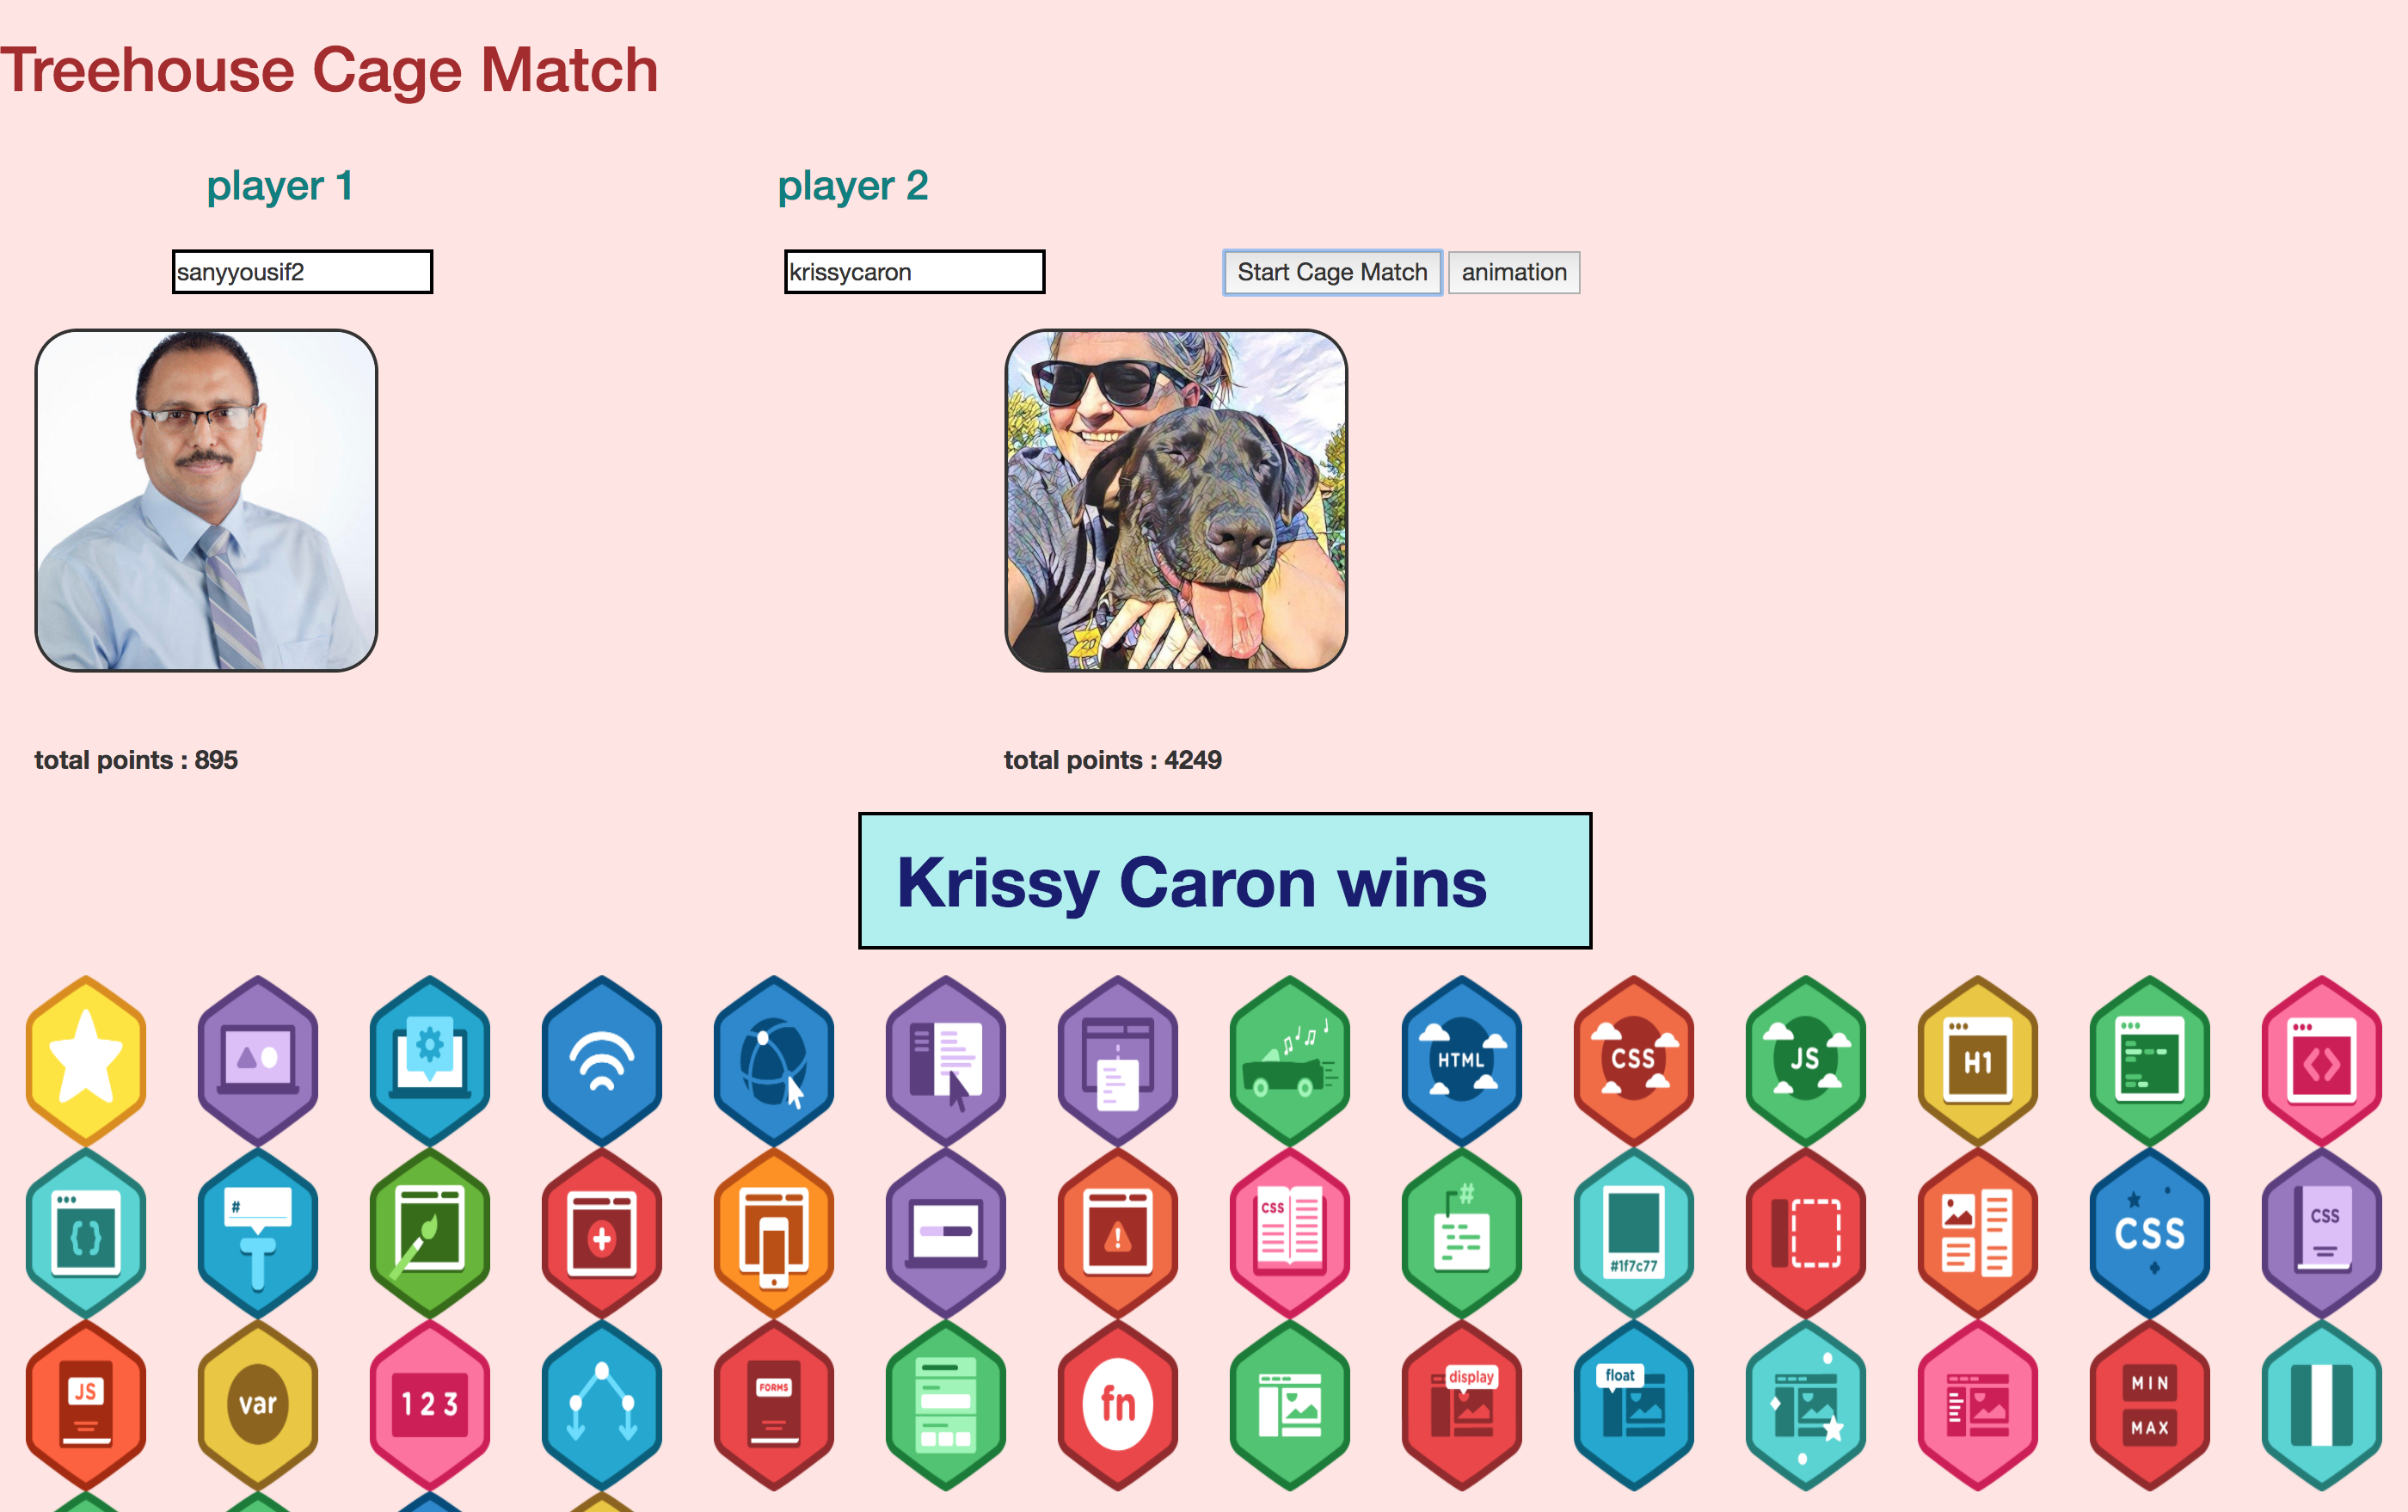 Treehouse Cage Match
player 1
player 2
sanyyousif2
krissycaron
Start Cage Match
animation
total points : 895
total points : 4249
Krissy Caron wins
HTML
CSS
JS
H1
{}
#
CSS
#
#1f7c77
CSS
CSS
JS
var
1 2 3
FORMS
fn
display
float
MIN
MAX